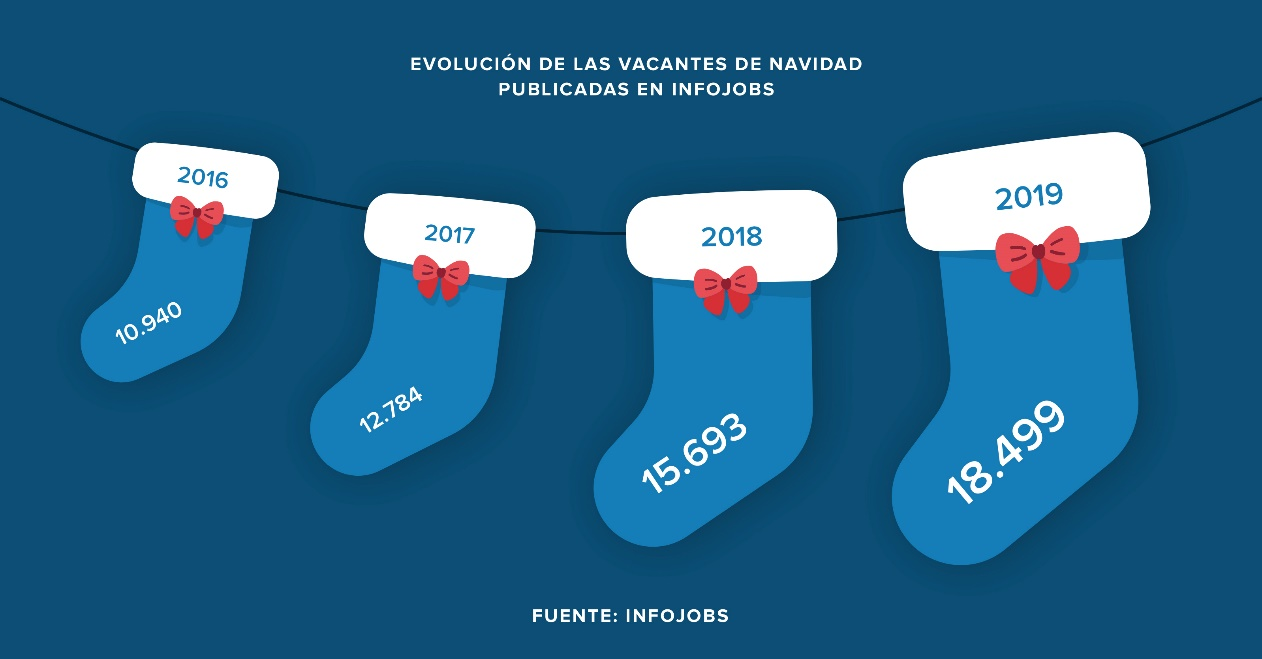 EVOLUCIÓN DE LAS VACANTES DE NAVIDAD
PUBLICADAS EN INFOJOBS
2016
10.940
2017
12.784
2018
15.693
2019
18.499
FUENTE: INFOJOBS